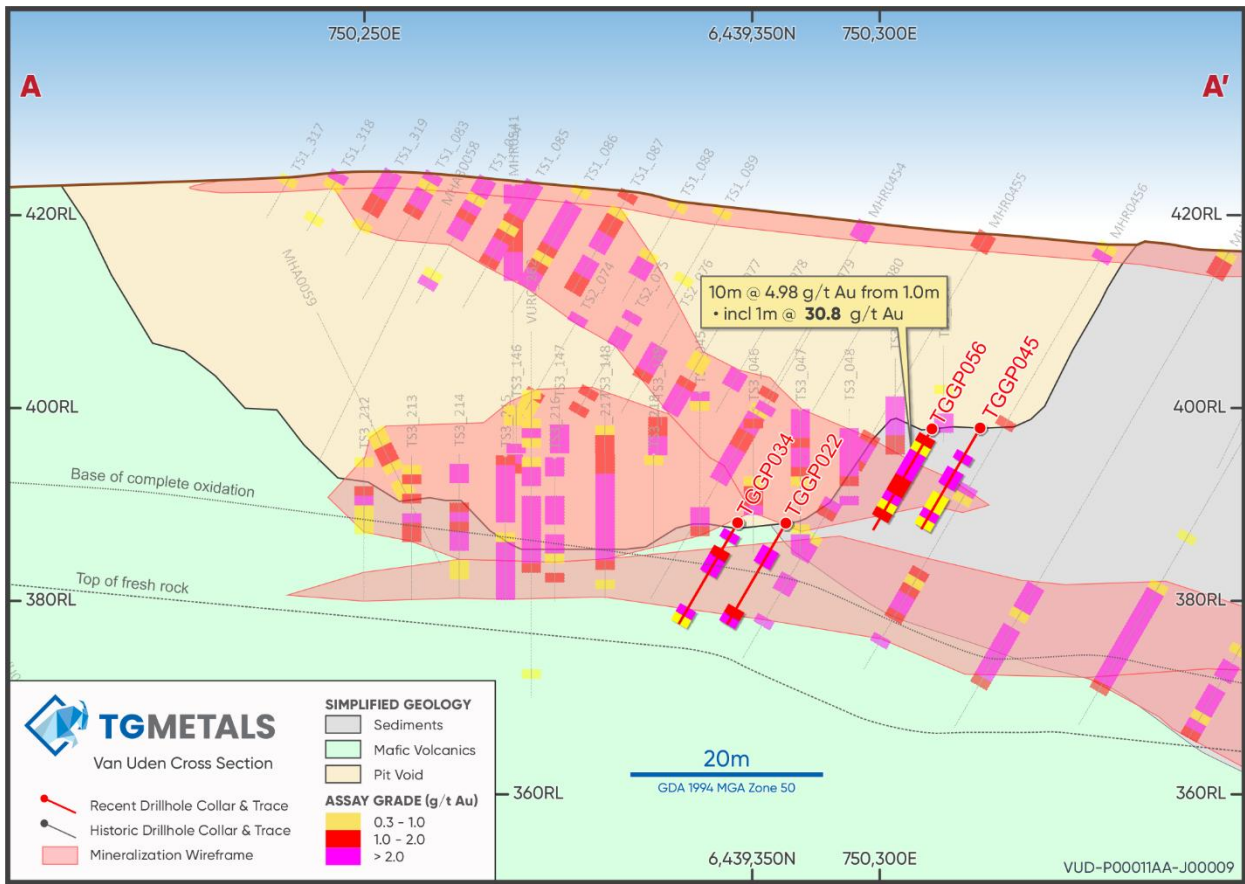 750,250E
6,439,350N
750,300E
A
A'
TS1_317
TS1_318
TS1_319
TS1_083
MHAB0058
TS1_085
TS1_086
TS1_087
TS1_088
TS1_089
MHR0454
MHR0455
MHR0456
420RL
420RL
MHA0059
TS2_074
TS2_075
10m @ 4.98 g/t Au from 1.0m
• incl 1m @ 30.8 g/t Au
TGGP056
TGGP045
400RL
400RL
TS3_212
TS3_213
TS3_214
TS3_146
TS3_147
TS3_148
TS3_046
TS3_047
TS3_048
TGGP034
TGGP022
Base of complete oxidation
Top of fresh rock
380RL
380RL
TGMETALS
Van Uden Cross Section
Recent Drillhole Collar & Trace
Historic Drillhole Collar & Trace
Mineralization Wireframe
SIMPLIFIED GEOLOGY
Sediments
Mafic Volcanics
Pit Void
ASSAY GRADE (g/t Au)
0.3 - 1.0
1.0 - 2.0
> 2.0
20m
GDA 1994 MGA Zone 50
360RL
360RL
6,439,350N
750,300E
VUD-P00011AA-J00009